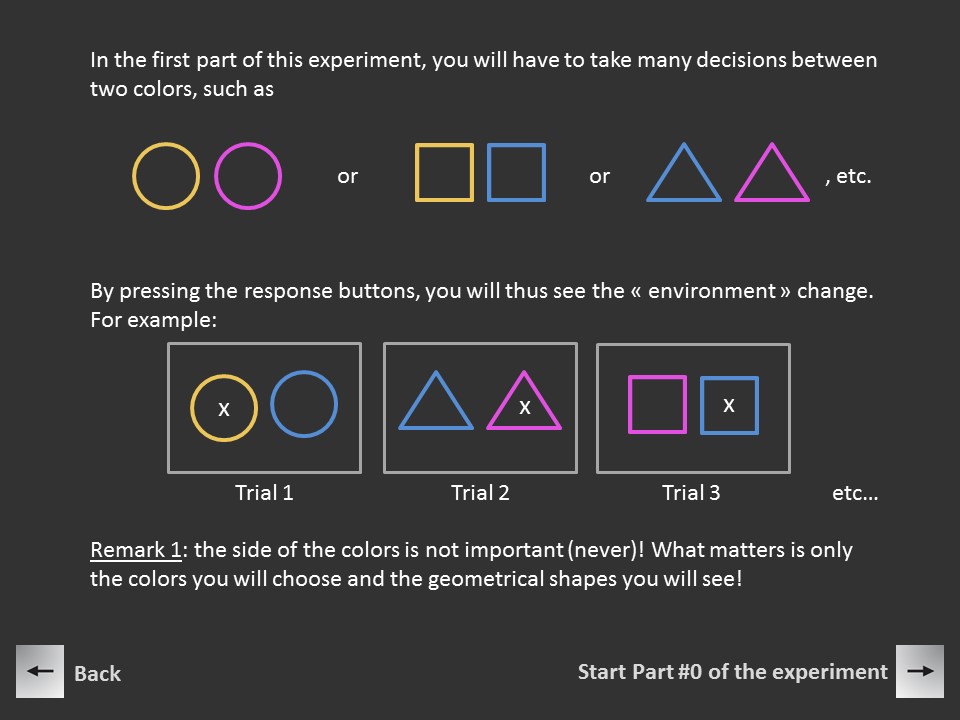 In the first part of this experiment, you will have to take many decisions between
two colors, such as
or or , etc.
By pressing the response buttons, you will thus see the « environment » change.
For example:
x x x
Trial 1 Trial 2 Trial 3 etc...
Remark 1: the side of the colors is not important (never)! What matters is only
the colors you will choose and the geometrical shapes you will see!
Back Start Part #0 of the experiment